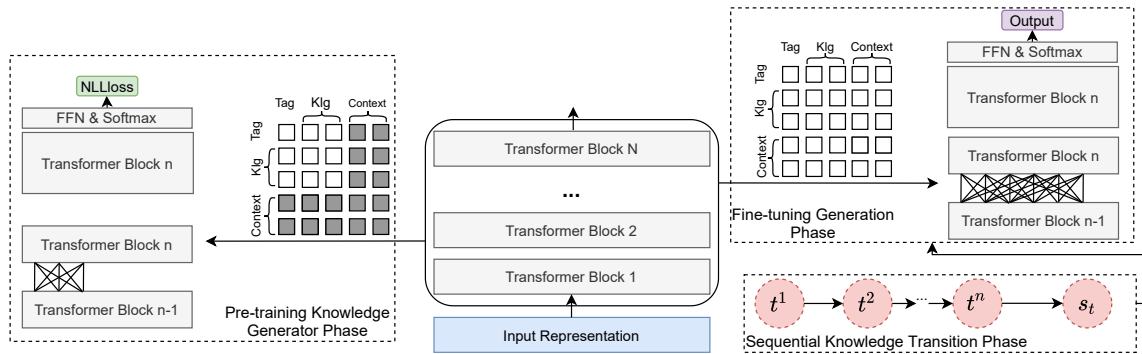 NLLloss
FFN & Softmax
Transformer Block n
Transformer Block n
Transformer Block n-1
Tag
Klg
Context
Tag
Klg
Context
Pre-training Knowledge
Generator Phase
Transformer Block N
...
Transformer Block 2
Transformer Block 1
Input Representation
Tag
Klg
Context
Tag
Klg
Context
Fine-tuning Generation
Phase
Output
FFN & Softmax
Transformer Block n
Transformer Block n
Transformer Block n-1
t¹ t² ... tⁿ sₜ
Sequential Knowledge Transition Phase